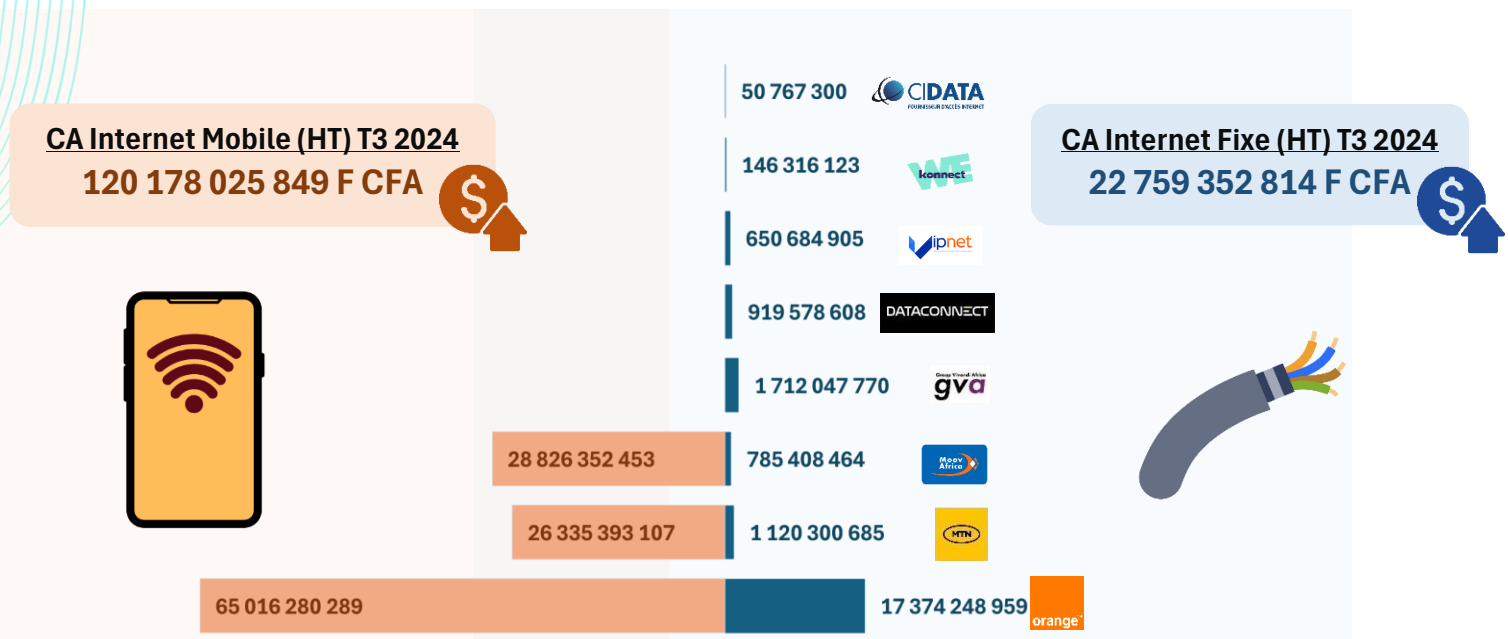 CA Internet Mobile (HT) T3 2024
120 178 025 849 F CFA
CA Internet Fixe (HT) T3 2024
22 759 352 814 F CFA
50 767 300
CIDATA
FOURNISSEUR D'ACCÈS INTERNET
146 316 123
WE
konnect
650 684 905
Vipnet
919 578 608
DATACONNECT
1 712 047 770
Group Vivendi Africa
gva
28 826 352 453
785 408 464
Moov
Africa
26 335 393 107
1 120 300 685
MTN
65 016 280 289
17 374 248 959
orange